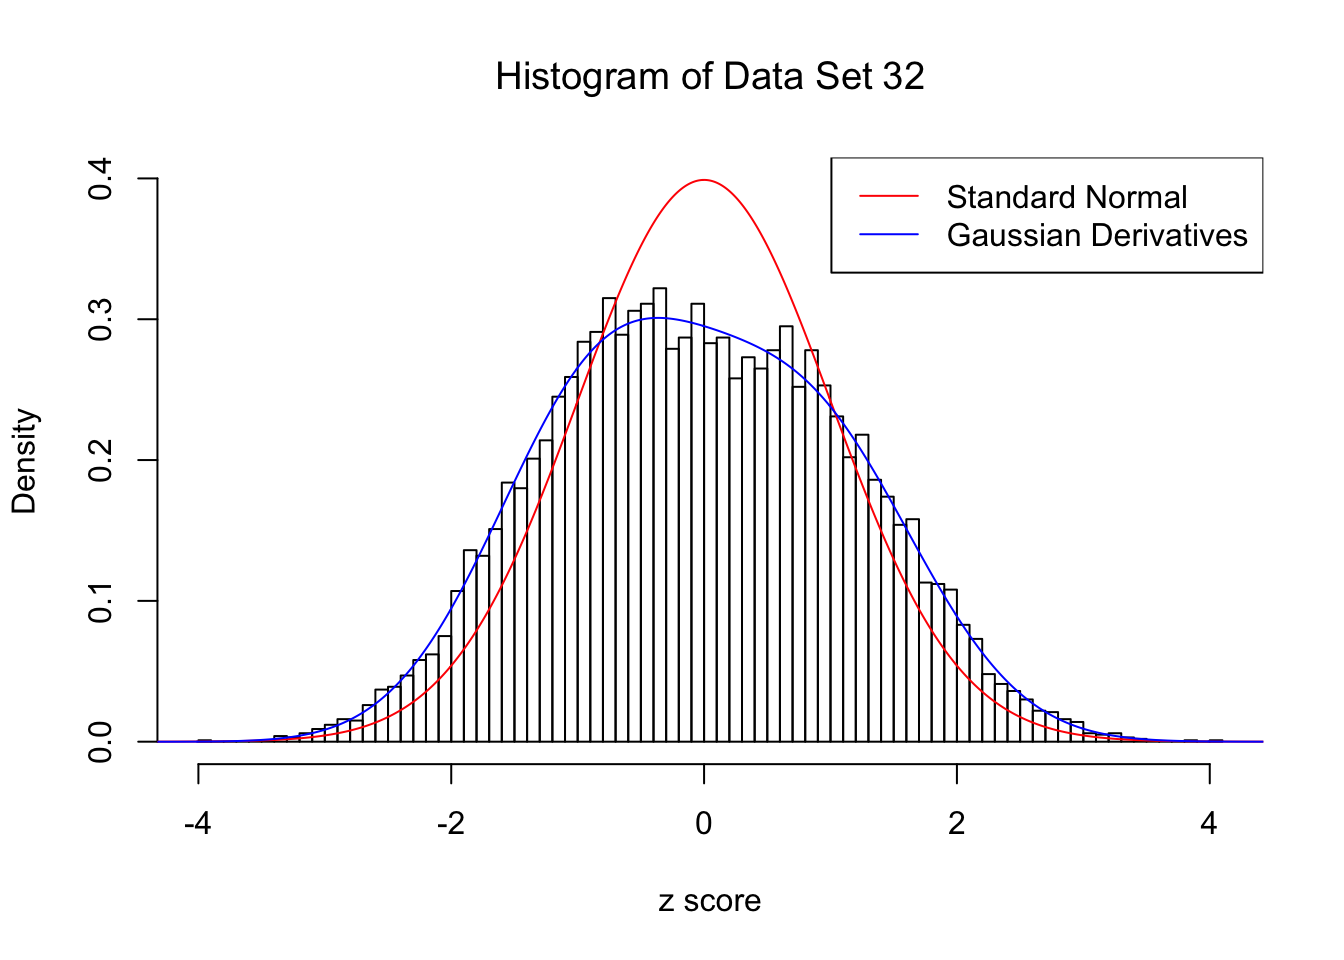 Histogram of Data Set 32
Standard Normal
Gaussian Derivatives
Density
0.4
0.3
0.2
0.1
0.0
-4 -2 0 2 4
z score